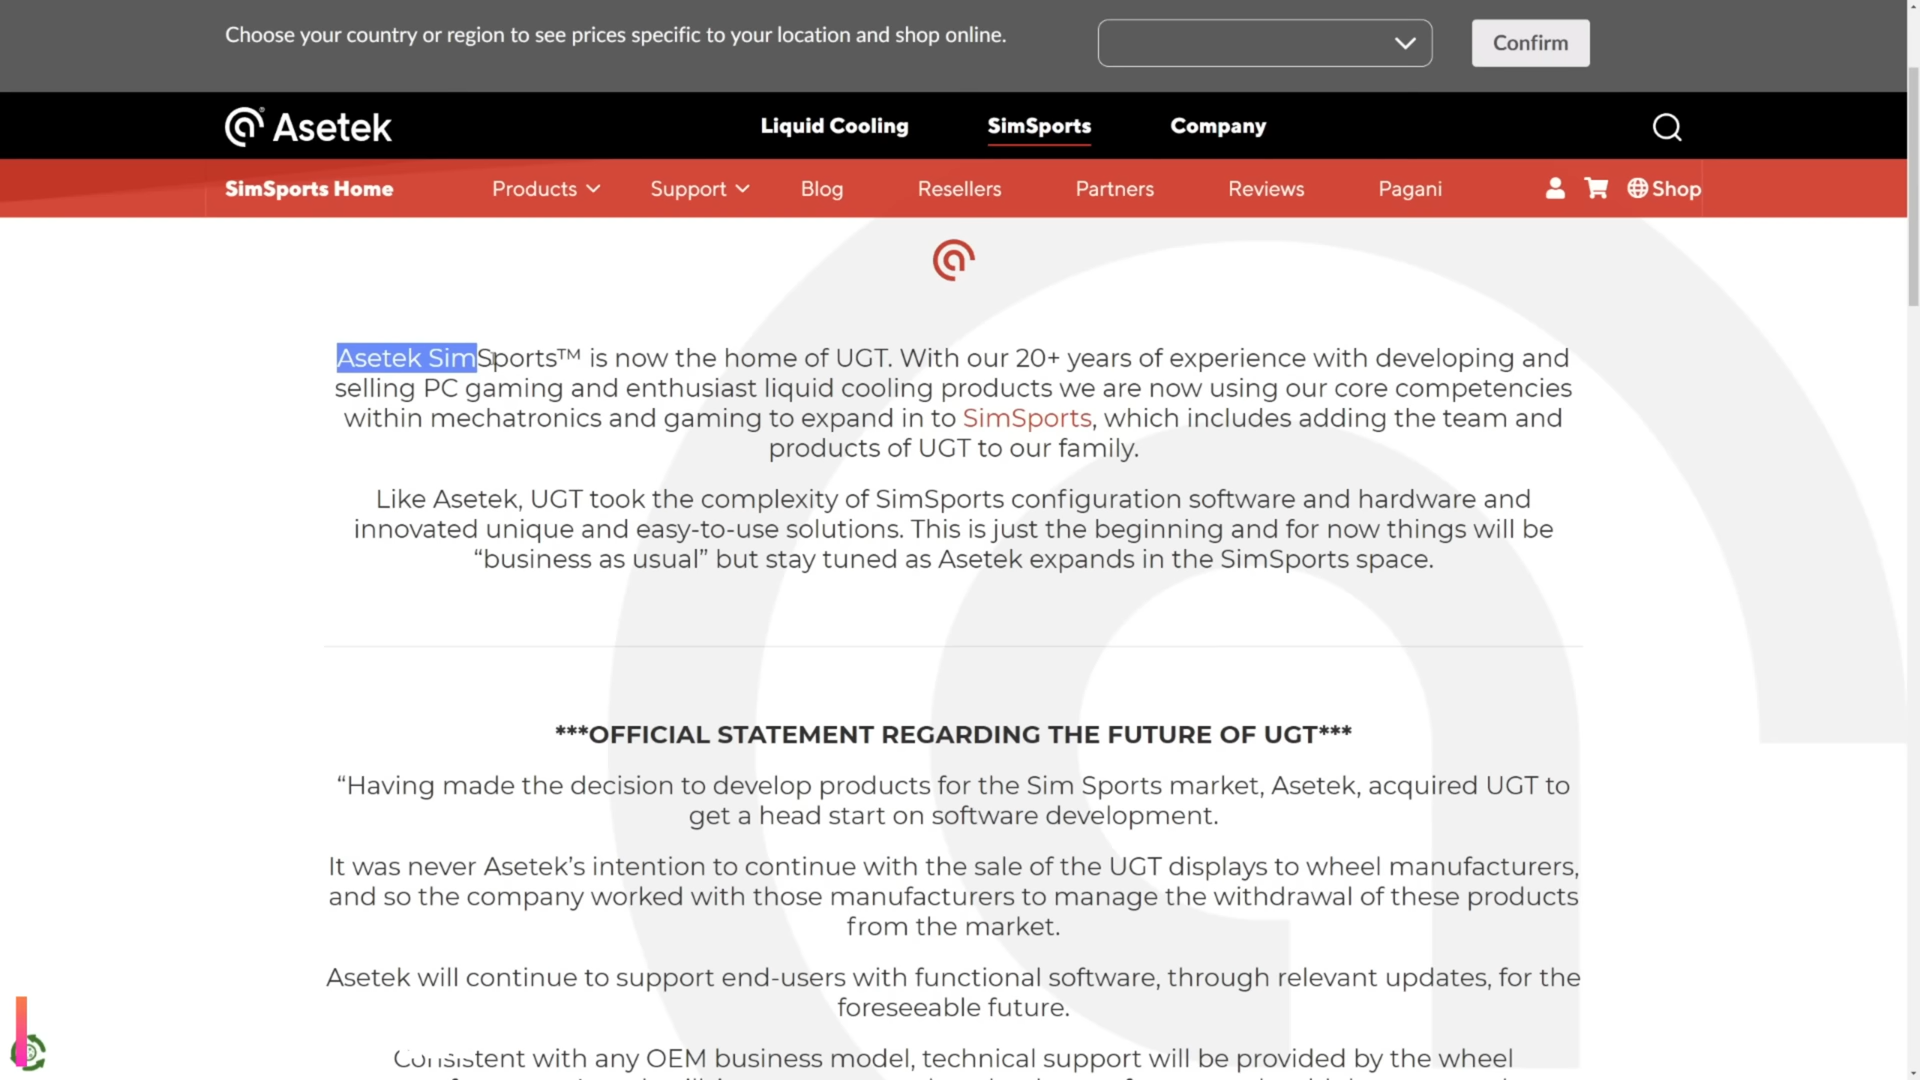 Choose your country or region to see prices specific to your location and shop online.
Confirm
Asetek
Liquid Cooling
SimSports
Company
SimSports Home
Products
Support
Blog
Resellers
Partners
Reviews
Pagani
Shop
Asetek SimSports™ is now the home of UGT. With our 20+ years of experience with developing and
selling PC gaming and enthusiast liquid cooling products we are now using our core competencies
within mechatronics and gaming to expand in to SimSports, which includes adding the team and
products of UGT to our family.
Like Asetek, UGT took the complexity of SimSports configuration software and hardware and
innovated unique and easy-to-use solutions. This is just the beginning and for now things will be
“business as usual” but stay tuned as Asetek expands in the SimSports space.
***OFFICIAL STATEMENT REGARDING THE FUTURE OF UGT***
“Having made the decision to develop products for the Sim Sports market, Asetek, acquired UGT to
get a head start on software development.
It was never Asetek’s intention to continue with the sale of the UGT displays to wheel manufacturers,
and so the company worked with those manufacturers to manage the withdrawal of these products
from the market.
Asetek will continue to support end-users with functional software, through relevant updates, for the
foreseeable future.
Consistent with any OEM business model, technical support will be provided by the wheel